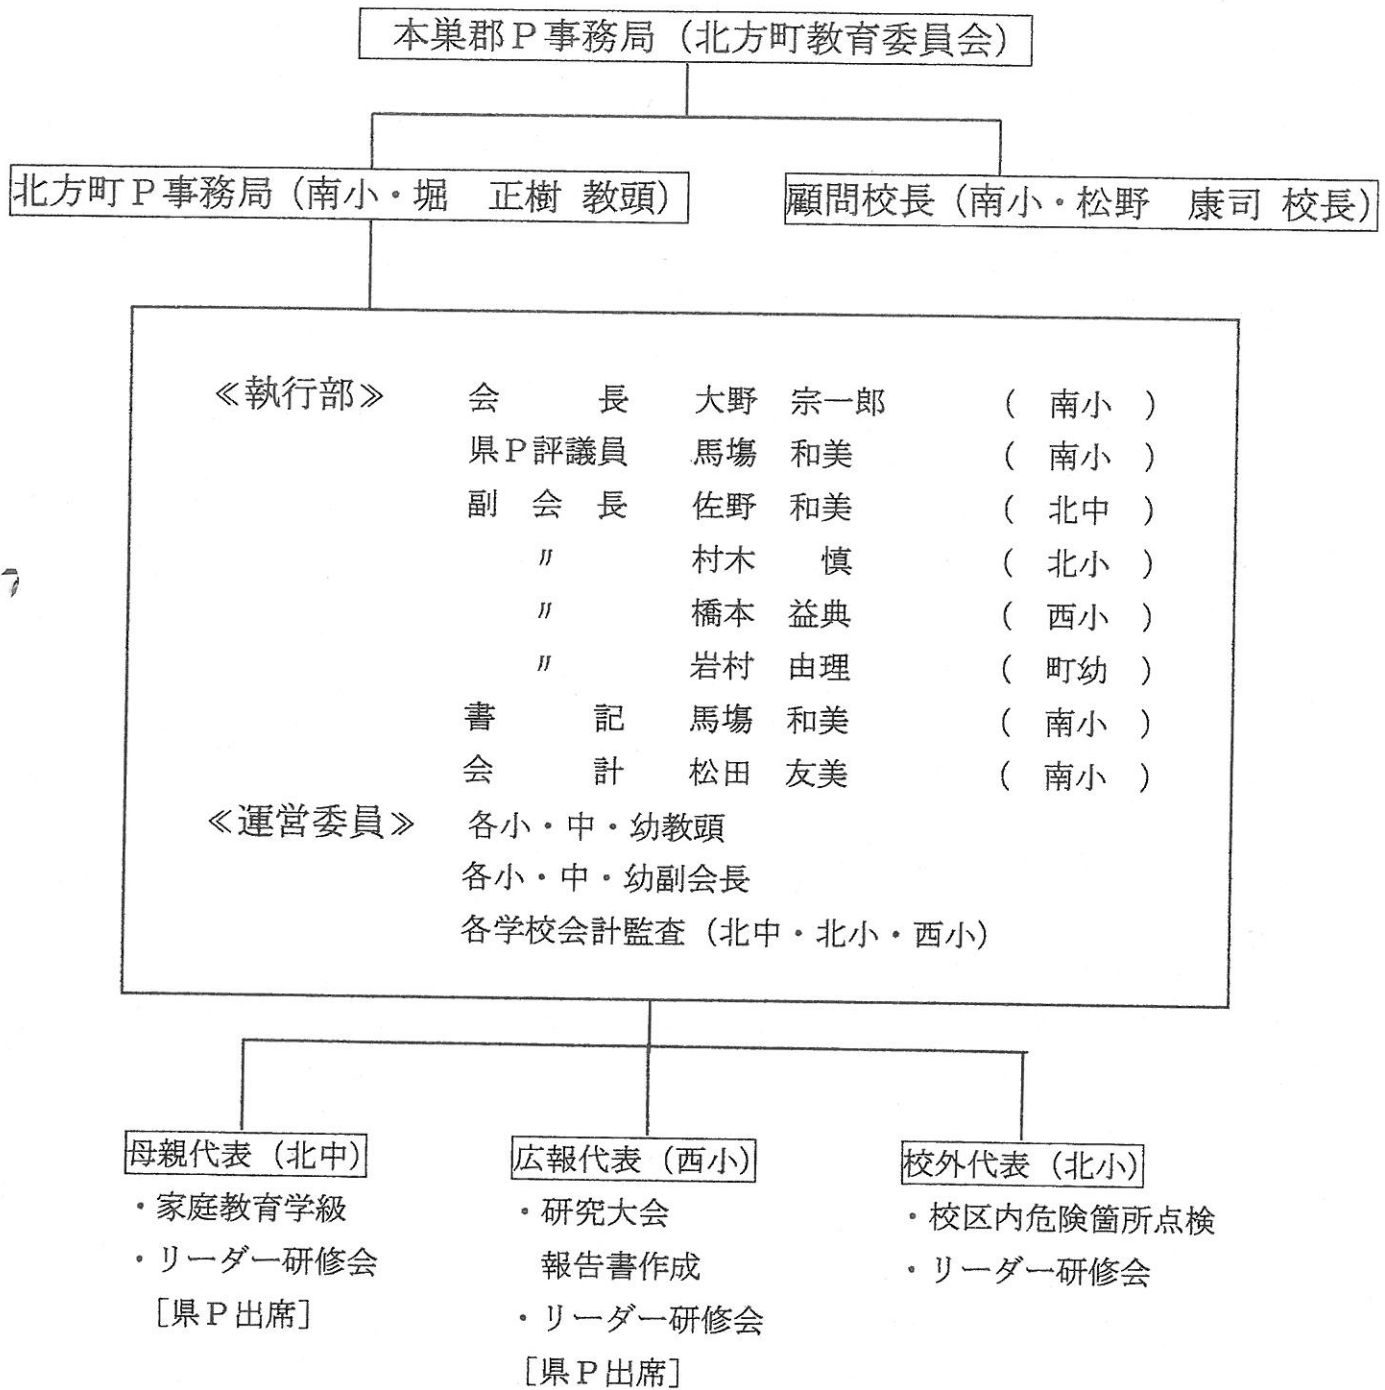 本巣郡Ｐ事務局（北方町教育委員会）
北方町Ｐ事務局（南小・堀　正樹 教頭）
顧問校長（南小・松野　康司 校長）
≪執行部≫　会　　　長　　大野　宗一郎　　（　南小　）
県Ｐ評議員　　馬塲　和美　　（　南小　）
副　会　長　　佐野　和美　　（　北中　）
〃　　村木　　慎　　（　北小　）
〃　　橋本　益典　　（　西小　）
〃　　岩村　由理　　（　町幼　）
書　　　記　　馬塲　和美　　（　南小　）
会　　　計　　松田　友美　　（　南小　）
≪運営委員≫　各小・中・幼教頭
各小・中・幼副会長
各学校会計監査（北中・北小・西小）
母親代表（北中）
・家庭教育学級
・リーダー研修会
［県Ｐ出席］
広報代表（西小）
・研究大会
報告書作成
・リーダー研修会
［県Ｐ出席］
校外代表（北小）
・校区内危険箇所点検
・リーダー研修会